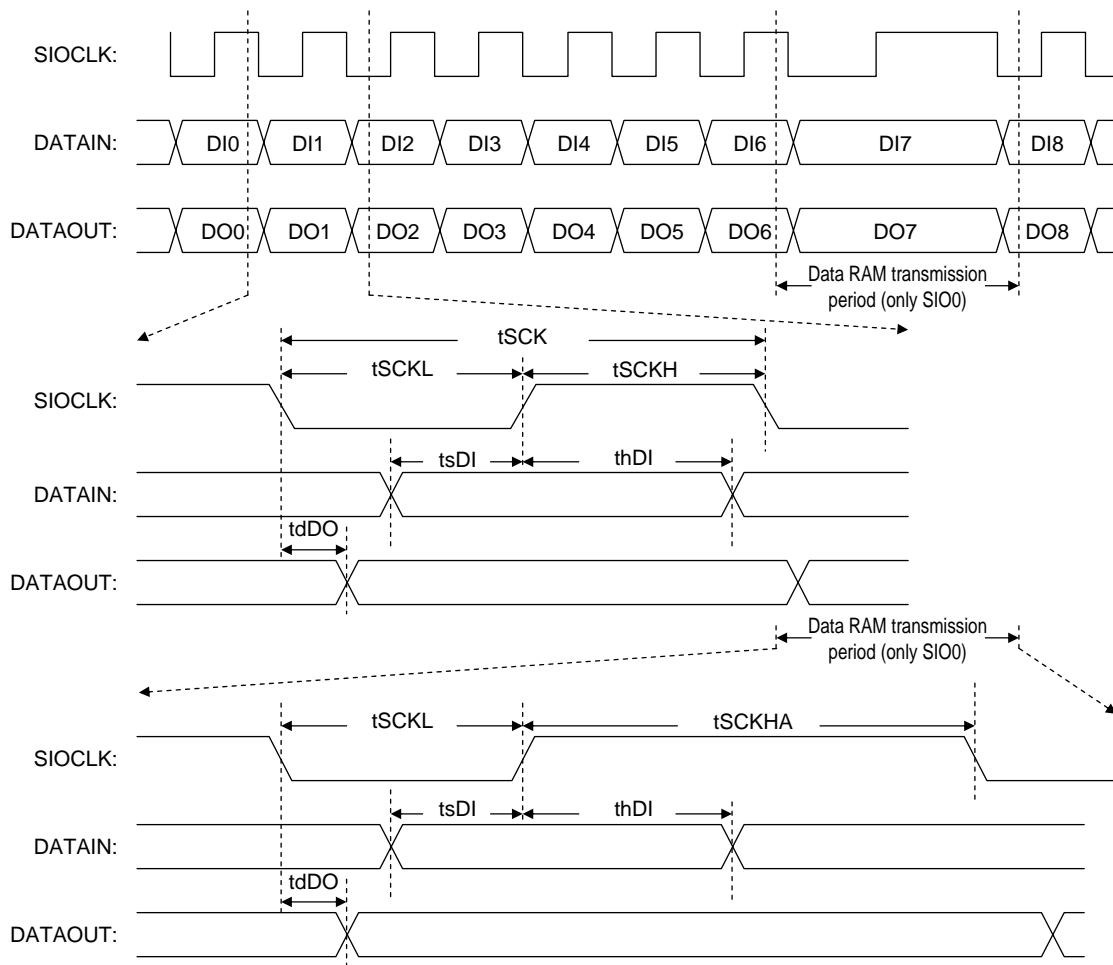 SIOCLK:
DATAIN: DI0 DI1 DI2 DI3 DI4 DI5 DI6 DI7 DI8
DATAOUT: DO0 DO1 DO2 DO3 DO4 DO5 DO6 DO7 DO8
Data RAM transmission
period (only SIO0)
tSCK
tSCKL tSCKH
SIOCLK:
tsDI thDI
DATAIN:
tdDO
DATAOUT:
Data RAM transmission
period (only SIO0)
tSCKL tSCKHA
SIOCLK:
tsDI thDI
DATAIN:
tdDO
DATAOUT: